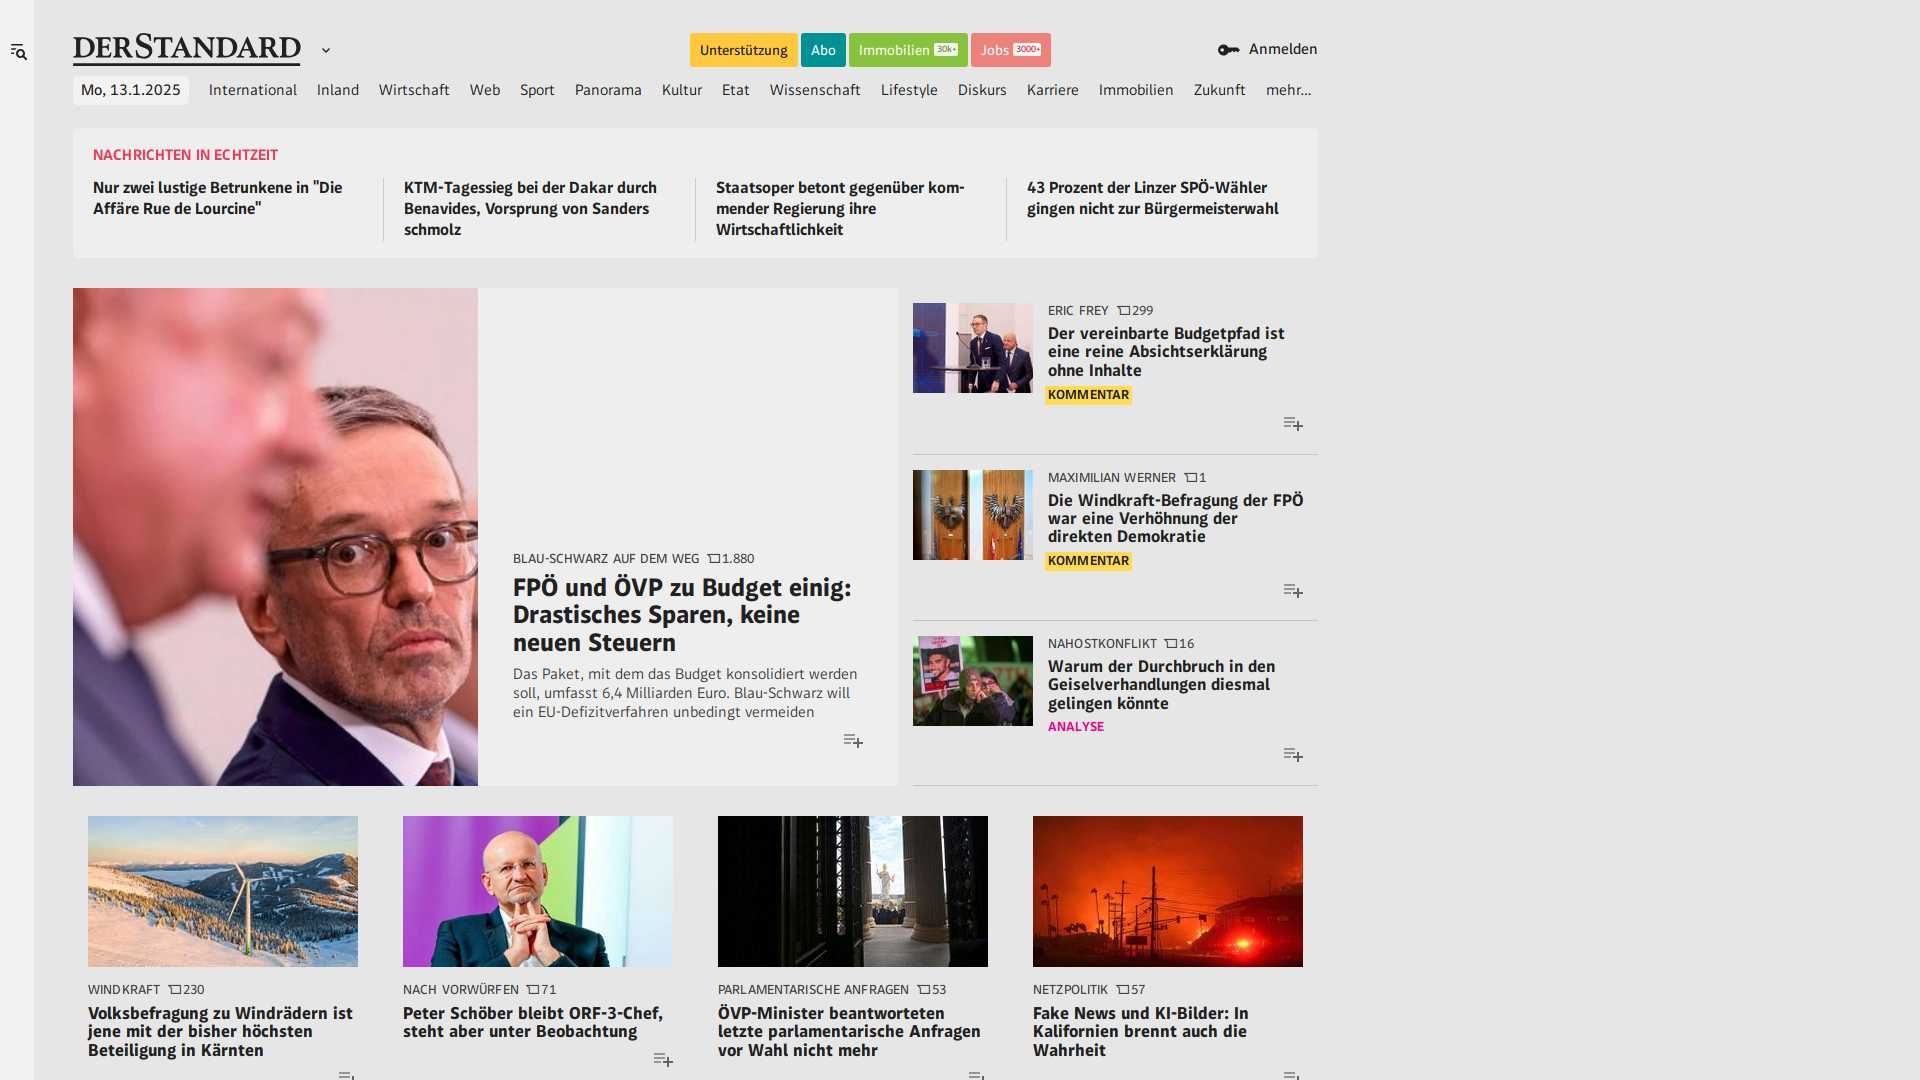 DERSTANDARD
Unterstützung
Abo
Immobilien 30k+
Jobs 3000+
Anmelden
Mo, 13.1.2025
International
Inland
Wirtschaft
Web
Sport
Panorama
Kultur
Etat
Wissenschaft
Lifestyle
Diskurs
Karriere
Immobilien
Zukunft
mehr...
NACHRICHTEN IN ECHTZEIT
Nur zwei lustige Betrunkene in "Die
Affäre Rue de Lourcine"
KTM-Tagessieg bei der Dakar durch
Benavides, Vorsprung von Sanders
schmolz
Staatsoper betont gegenüber kom-
mender Regierung ihre
Wirtschaftlichkeit
43 Prozent der Linzer SPÖ-Wähler
gingen nicht zur Bürgermeisterwahl
BLAU-SCHWARZ AUF DEM WEG 1.880
FPÖ und ÖVP zu Budget einig:
Drastisches Sparen, keine
neuen Steuern
Das Paket, mit dem das Budget konsolidiert werden
soll, umfasst 6,4 Milliarden Euro. Blau-Schwarz will
ein EU-Defizitverfahren unbedingt vermeiden
ERIC FREY 299
Der vereinbarte Budgetpfad ist
eine reine Absichtserklärung
ohne Inhalte
KOMMENTAR
MAXIMILIAN WERNER 1
Die Windkraft-Befragung der FPÖ
war eine Verhöhnung der
direkten Demokratie
KOMMENTAR
NAHOSTKONFLIKT 16
Warum der Durchbruch in den
Geiselverhandlungen diesmal
gelingen könnte
ANALYSE
WINDKRAFT 230
Volksbefragung zu Windrädern ist
jene mit der bisher höchsten
Beteiligung in Kärnten
NACH VORWÜRFEN 71
Peter Schöber bleibt ORF-3-Chef,
steht aber unter Beobachtung
PARLAMENTARISCHE ANFRAGEN 53
ÖVP-Minister beantworteten
letzte parlamentarische Anfragen
vor Wahl nicht mehr
NETZPOLITIK 57
Fake News und KI-Bilder: In
Kalifornien brennt auch die
Wahrheit